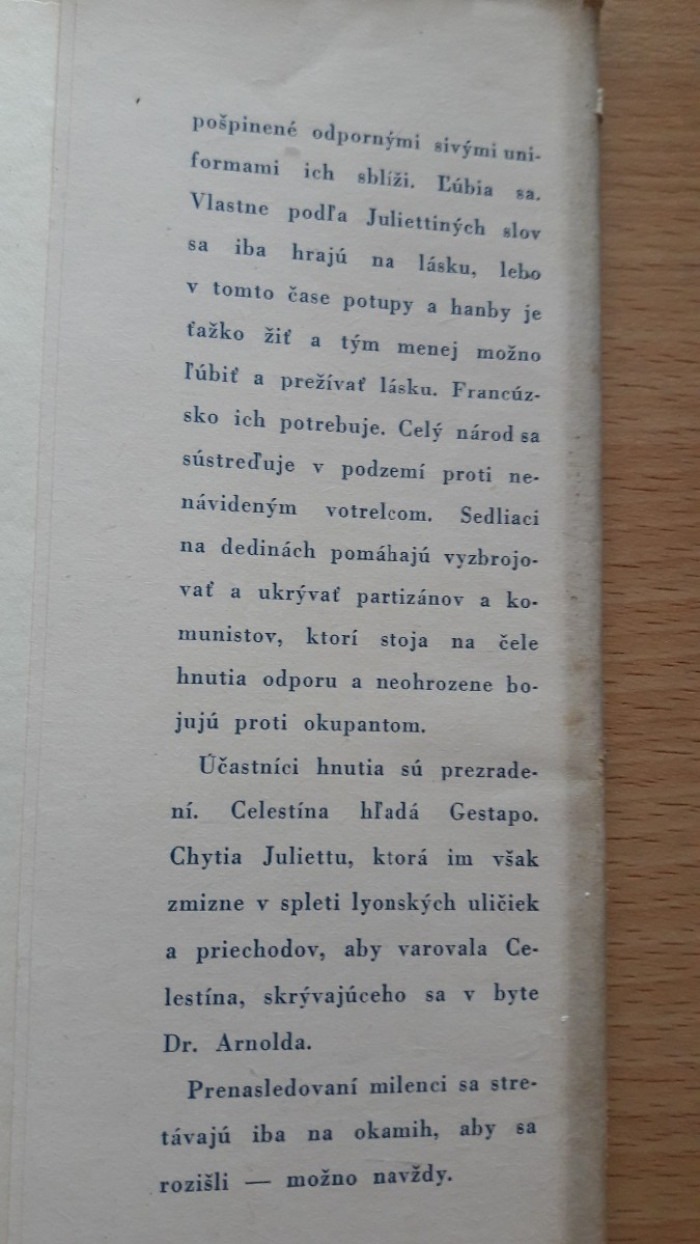 pošpinené odpornými sivými uni-
formami ich sblíži. Ľúbia sa.
Vlastne podľa Juliettiných slov
sa iba hrajú na lásku, lebo
v tomto čase potupy a hanby je
ťažko žiť a tým menej možno
ľúbiť a prežívať lásku. Francúz-
sko ich potrebuje. Celý národ sa
sústreďuje v podzemí proti ne-
návideným votrelcom. Sedliaci
na dedinách pomáhajú vyzbrojo-
vať a ukrývať partizánov a ko-
munistov, ktorí stoja na čele
hnutia odporu a neohrozene bo-
jujú proti okupantom.
Účastníci hnutia sú prezrade-
ní. Celestína hľadá Gestapo.
Chytia Juliettu, ktorá im však
zmizne v spleti lyonských uličiek
a priechodov, aby varovala Ce-
lestína, skrývajúceho sa v byte
Dr. Arnolda.
Prenasledovaní milenci sa stre-
távajú iba na okamih, aby sa
rozišli — možno navždy.